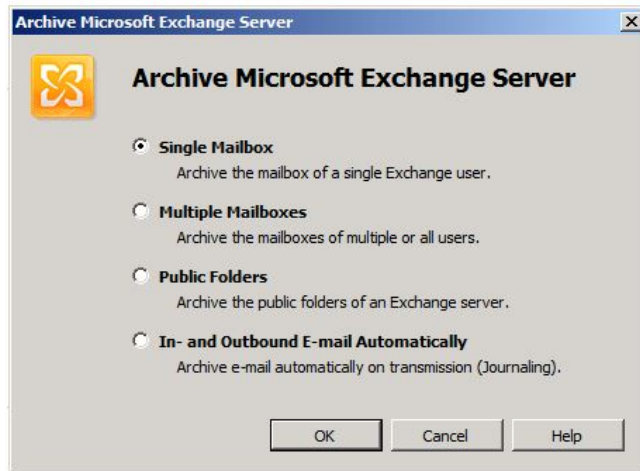 Archive Microsoft Exchange Server
Archive Microsoft Exchange Server
Single Mailbox
Archive the mailbox of a single Exchange user.
Multiple Mailboxes
Archive the mailboxes of multiple or all users.
Public Folders
Archive the public folders of an Exchange server.
In- and Outbound E-mail Automatically
Archive e-mail automatically on transmission (Journaling).
OK Cancel Help